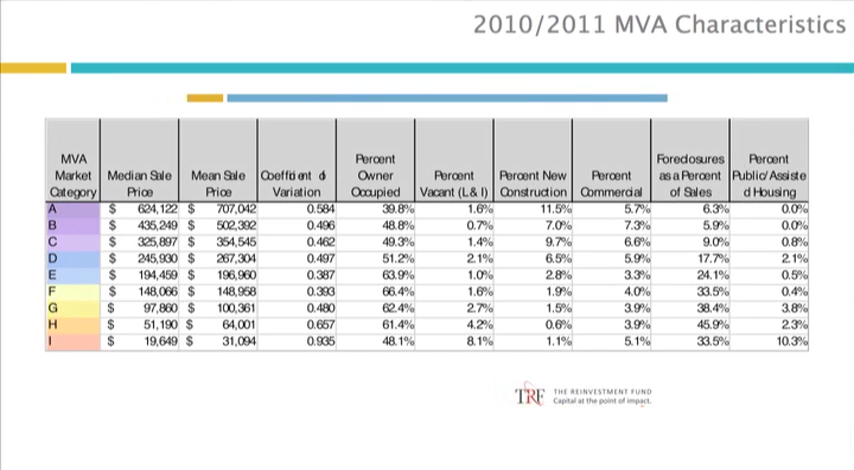 2010/2011 MVA Characteristics
MVA Market Category Median Sale Price Mean Sale Price Coefficient of Variation Percent Owner Occupied Percent Vacant (L& I) Percent New Construction Percent Commercial Foreclosures as a Percent of Sales Percent Public/ Assisted Housing
A $ 624,122 $ 707,042 0.584 39.8% 1.6% 11.5% 5.7% 6.3% 0.0%
B $ 435,249 $ 502,392 0.496 48.8% 0.7% 7.0% 7.3% 5.9% 0.0%
C $ 325,897 $ 354,545 0.462 49.3% 1.4% 9.7% 6.6% 9.0% 0.8%
D $ 245,930 $ 267,304 0.497 51.2% 2.1% 6.5% 5.9% 17.7% 2.1%
E $ 194,459 $ 196,960 0.387 63.9% 1.0% 2.8% 3.3% 24.1% 0.5%
F $ 148,066 $ 148,958 0.393 66.4% 1.6% 1.9% 4.0% 33.5% 0.4%
G $ 97,860 $ 100,361 0.480 62.4% 2.7% 1.5% 3.9% 38.4% 3.8%
H $ 51,190 $ 64,001 0.657 61.4% 4.2% 0.6% 3.9% 45.9% 2.3%
I $ 19,649 $ 31,094 0.935 48.1% 8.1% 1.1% 5.1% 33.5% 10.3%
TRF THE REINVESTMENT FUND
Capital at the point of impact.